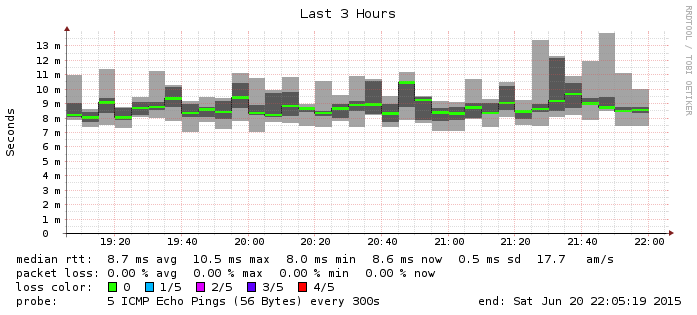 Last 3 Hours
RRDTOOL / TOBI OETIKER
Seconds
13 m
12 m
11 m
10 m
9 m
8 m
7 m
6 m
5 m
4 m
3 m
2 m
1 m
0
19:20 19:40 20:00 20:20 20:40 21:00 21:20 21:40 22:00
median rtt: 8.7 ms avg 10.5 ms max 8.0 ms min 8.6 ms now 0.5 ms sd 17.7 am/s
packet loss: 0.00 % avg 0.00 % max 0.00 % min 0.00 % now
loss color: 0 1/5 2/5 3/5 4/5
probe: 5 ICMP Echo Pings (56 Bytes) every 300s end: Sat Jun 20 22:05:19 2015